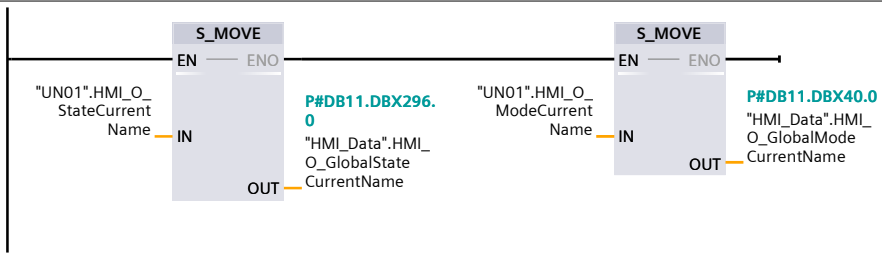 S_MOVE
EN
ENO
"UN01".HMI_O_
StateCurrent
Name
IN
P#DB11.DBX296.
0
"HMI_Data".HMI_
O_GlobalState
CurrentName
OUT
S_MOVE
EN
ENO
"UN01".HMI_O_
ModeCurrent
Name
IN
P#DB11.DBX40.0
"HMI_Data".HMI_
O_GlobalMode
CurrentName
OUT